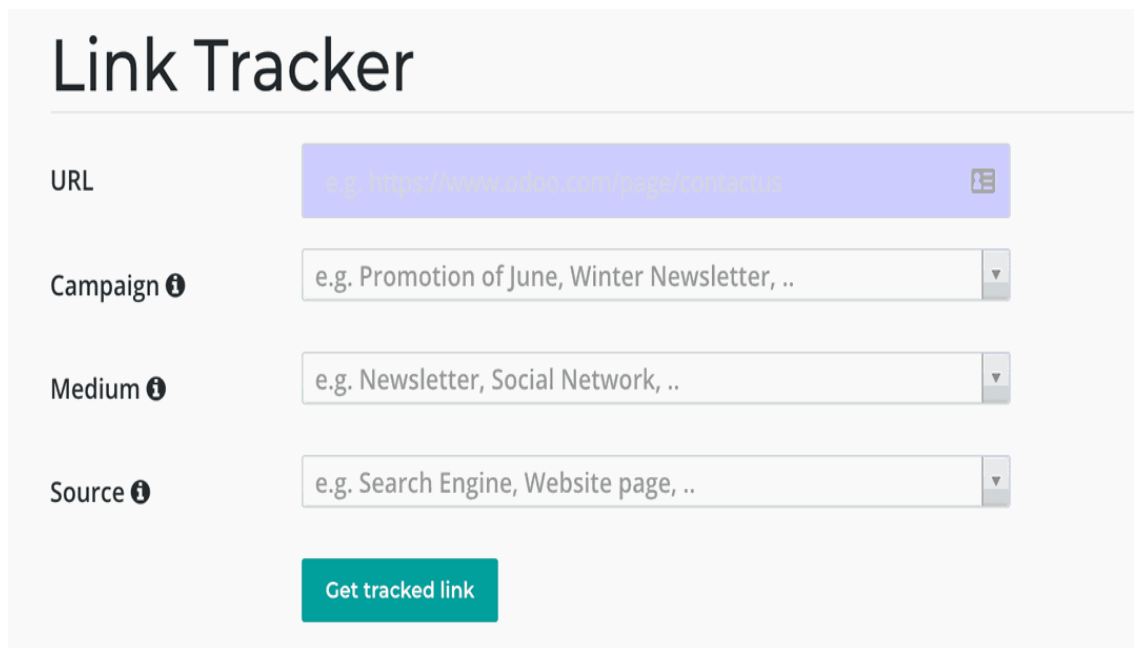 Link Tracker
URL
e.g. https://www.odoo.com/page/contactus
Campaign
e.g. Promotion of June, Winter Newsletter, ..
Medium
e.g. Newsletter, Social Network, ..
Source
e.g. Search Engine, Website page, ..
Get tracked link